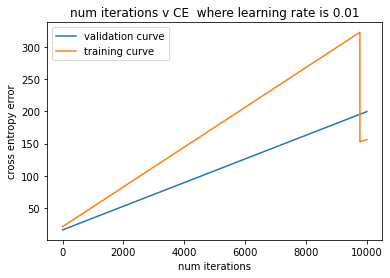 num iterations v CE  where learning rate is 0.01
validation curve
training curve
cross entropy error
300
250
200
150
100
50
0
2000
4000
6000
8000
10000
num iterations